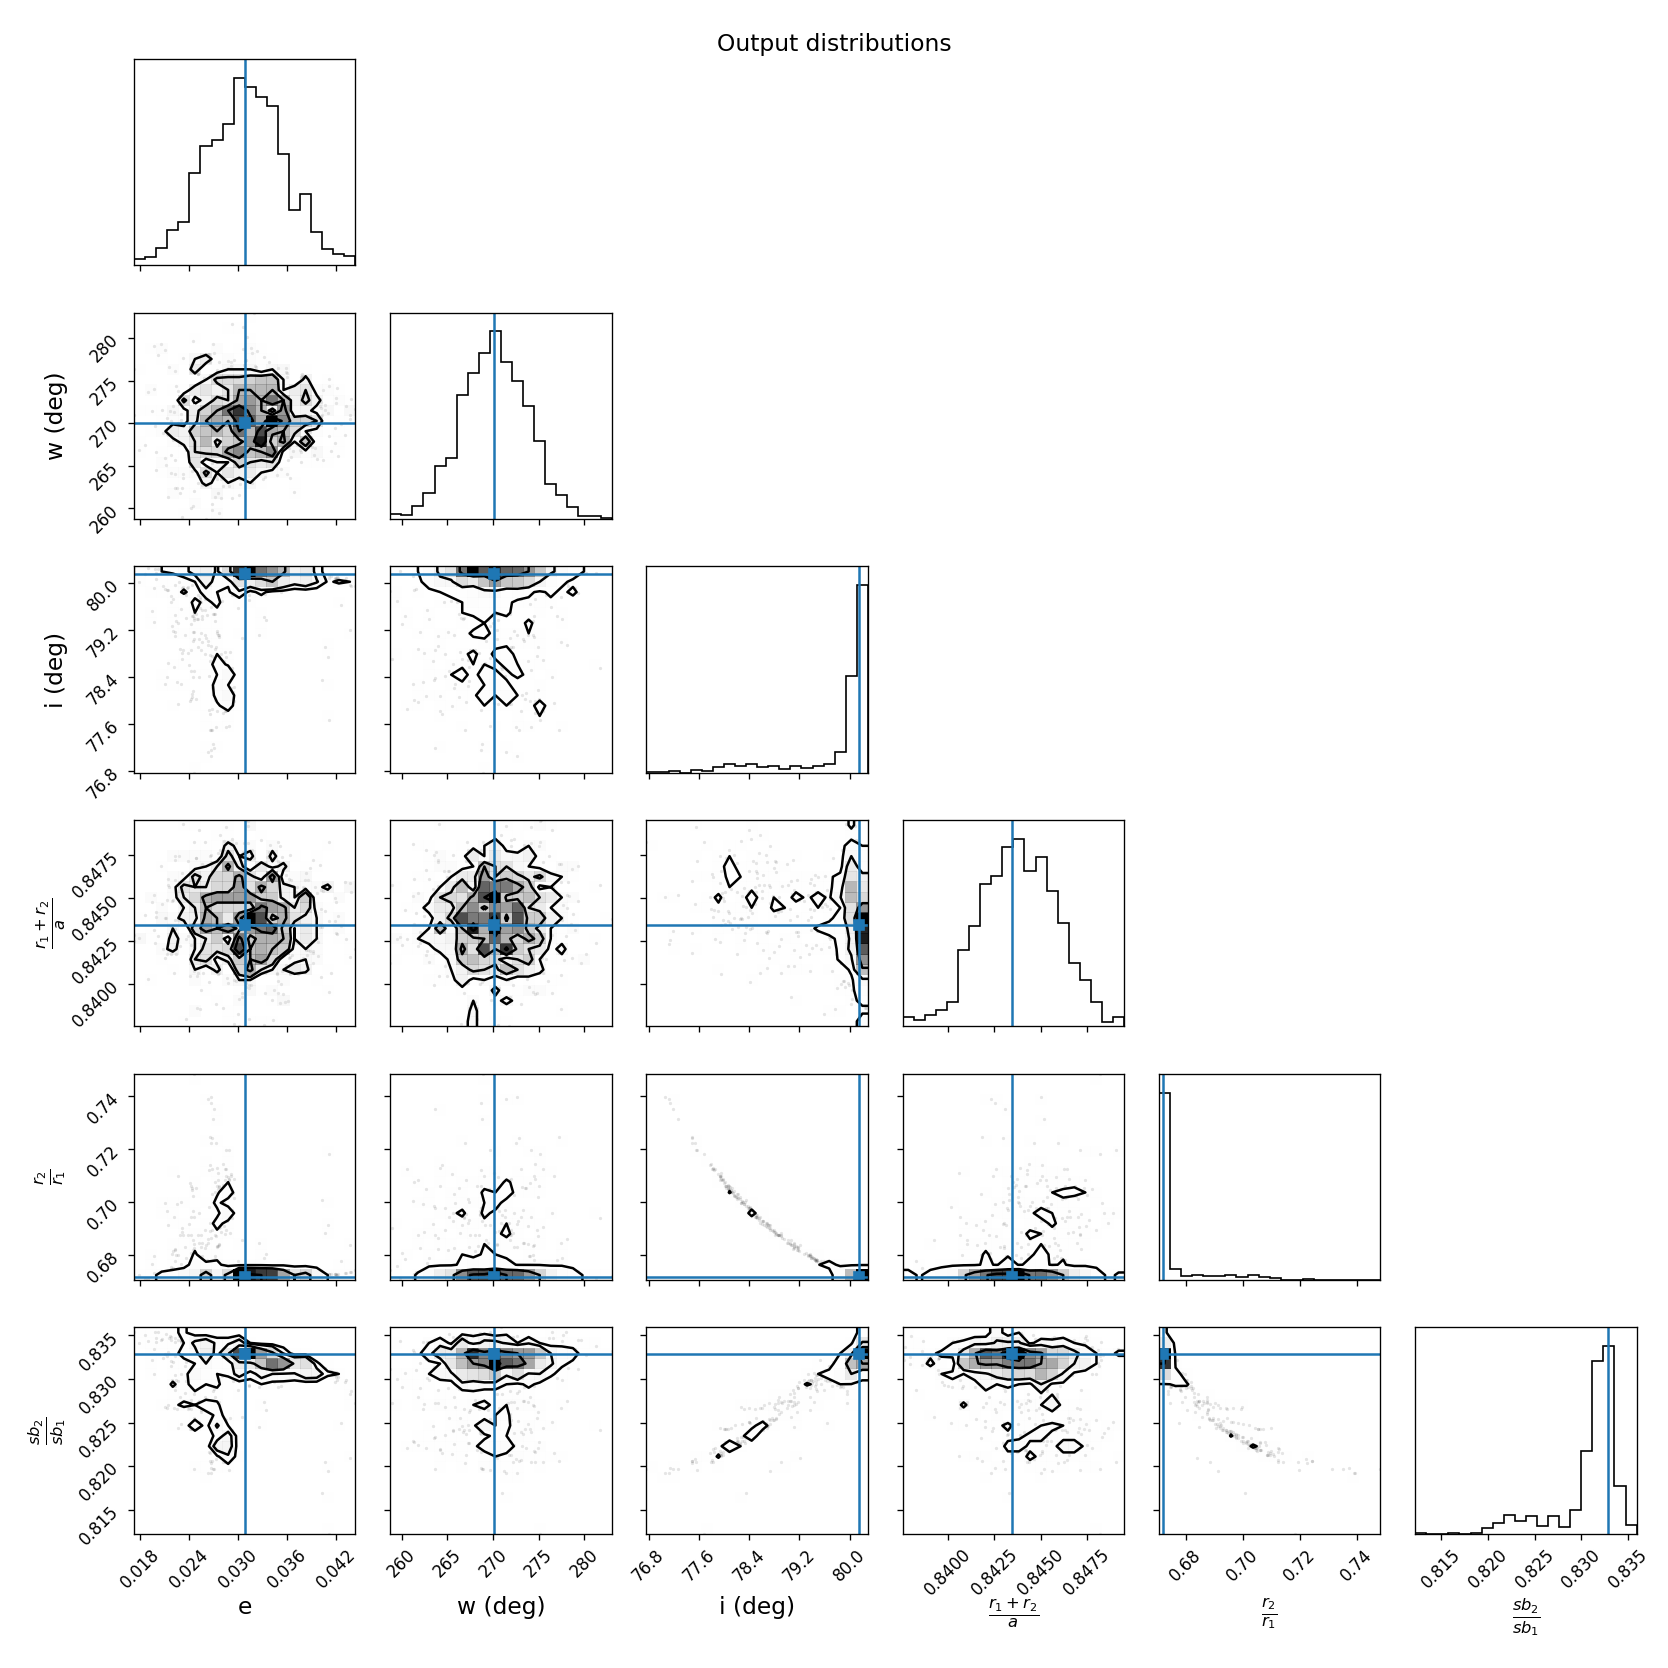 Output distributions
w (deg)
280
275
270
265
260
i (deg)
80.0
79.2
78.4
77.6
76.8
r₁ + r₂
a
0.8475
0.8450
0.8425
0.8400
r₂
r₁
0.74
0.72
0.70
0.68
sb₂
sb₁
0.835
0.830
0.825
0.820
0.815
0.018 0.024 0.030 0.036 0.042 260 265 270 275 280 76.8 77.6 78.4 79.2 80.0 0.8400 0.8425 0.8450 0.8475 0.68 0.70 0.72 0.74 0.815 0.820 0.825 0.830 0.835
e w (deg) i (deg) r₁ + r₂ r₂ sb₂
a r₁ sb₁